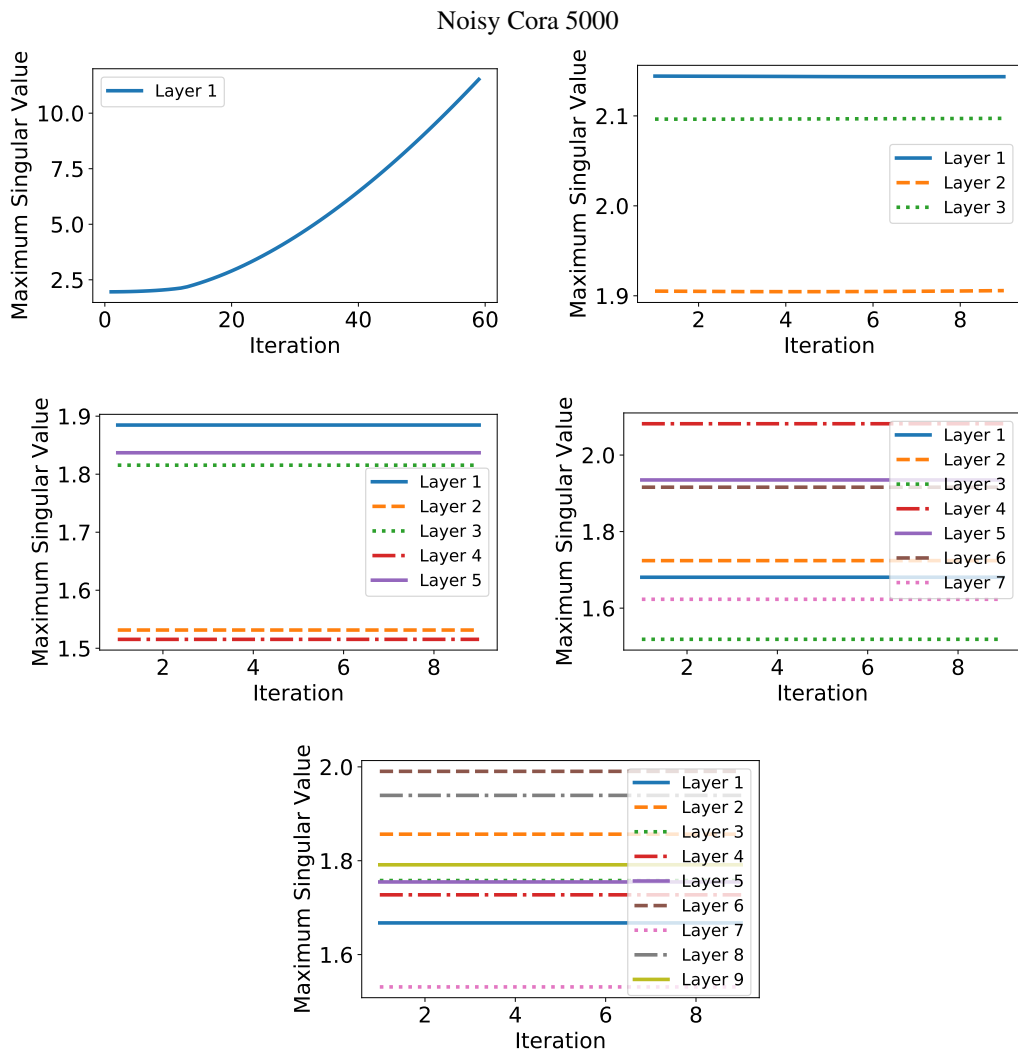 Noisy Cora 5000
Maximum Singular Value
10.0
7.5
5.0
2.5
Layer 1
0 20 40 60
Iteration
Maximum Singular Value
2.1
2.0
1.9
Layer 1
Layer 2
Layer 3
2 4 6 8
Iteration
Maximum Singular Value
1.9
1.8
1.7
1.6
1.5
Layer 1
Layer 2
Layer 3
Layer 4
Layer 5
2 4 6 8
Iteration
Maximum Singular Value
2.0
1.8
1.6
Layer 1
Layer 2
Layer 3
Layer 4
Layer 5
Layer 6
Layer 7
2 4 6 8
Iteration
Maximum Singular Value
2.0
1.8
1.6
Layer 1
Layer 2
Layer 3
Layer 4
Layer 5
Layer 6
Layer 7
Layer 8
Layer 9
2 4 6 8
Iteration